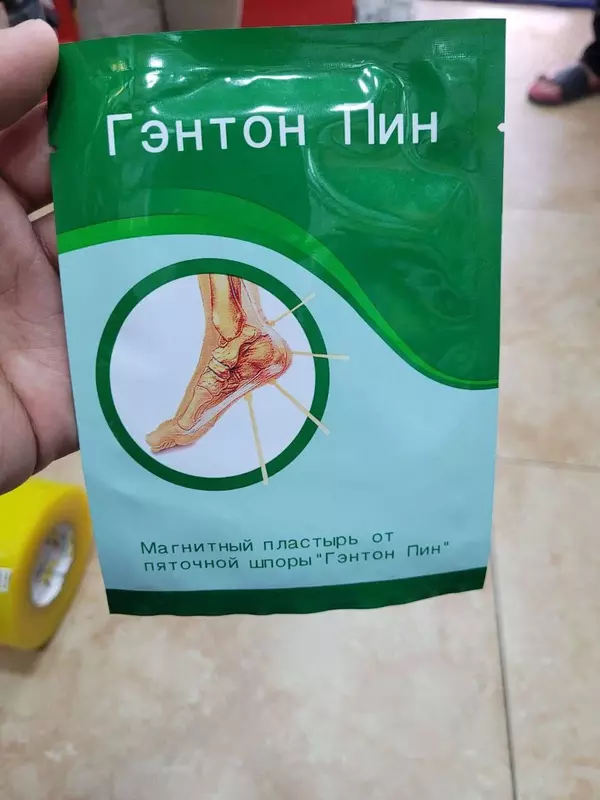 Гэнтон Пин
Магнитный пластырь от
пяточной шпоры"Гэнтон Пин"